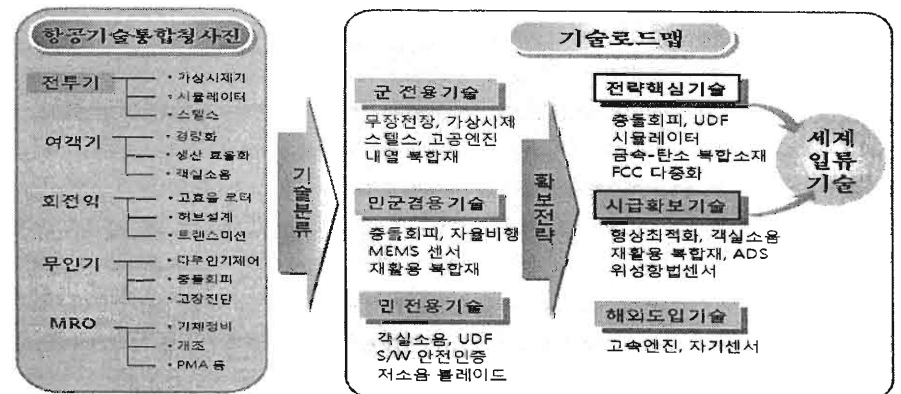 항공기술통합청사진
전투기
• 가상시제기
• 시뮬레이터
• 스텔스
여객기
• 경량화
• 생산 효율화
• 객실소음
회전익
• 고효율 로터
• 허브설계
• 트랜스미션
무인기
• 다무인기제어
• 충돌회피
• 고장진단
MRO
• 기체정비
• 개조
• PMA 등
기술분류
기술로드맵
군 전용기술
무장전장, 가상시제
스텔스, 고공엔진
내열 복합재
민군겸용기술
충돌회피, 자율비행
MEMS 센서
재활용 복합재
민 전용기술
객실소음, UDF
S/W 안전인증
저소음 블레이드
확보전략
전략핵심기술
충돌회피, UDF
시뮬레이터
금속-탄소 복합소재
FCC 다중화
시급확보기술
형상최적화, 객실소음
재활용 복합재, ADS
위성항법센서
해외도입기술
고속엔진, 자기센서
세계
일류
기술